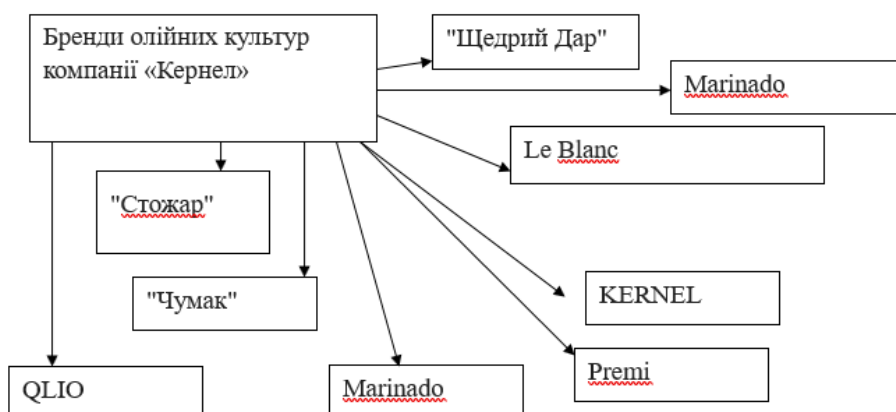 Бренди олійних культур
компанії «Кернел»
"Щедрий Дар"
Marinado
Le Blanc
"Стожар"
"Чумак"
KERNEL
Premi
QLIO
Marinado